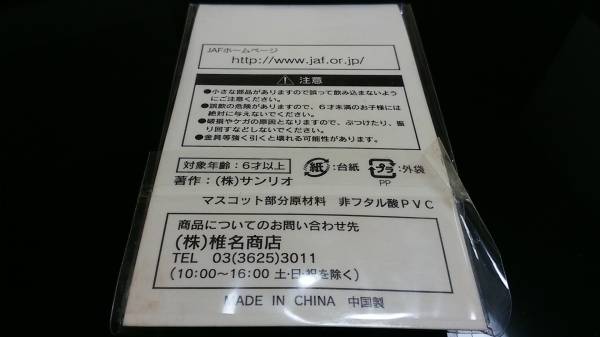 JAFホームページ
http://www.jaf.or.jp/
注意
●小さな部品がありますので誤って飲み込まないよう
にご注意ください。
●誤飲の危険がありますので、6才未満のお子様には
絶対に与えないでください。
●破損やケガの原因となりますので、ぶつけたり、振
り回すなどしないでください。
●金具等強く引くと壊れる可能性があります。
対象年齢：6才以上
紙：台紙
プラ：外袋
PP
著作：(株)サンリオ
マスコット部分原材料 非フタル酸PVC
商品についてのお問い合わせ先
(株)椎名商店
TEL 03(3625)3011
(10:00～16:00 土・日・祝を除く)
MADE IN CHINA 中国製